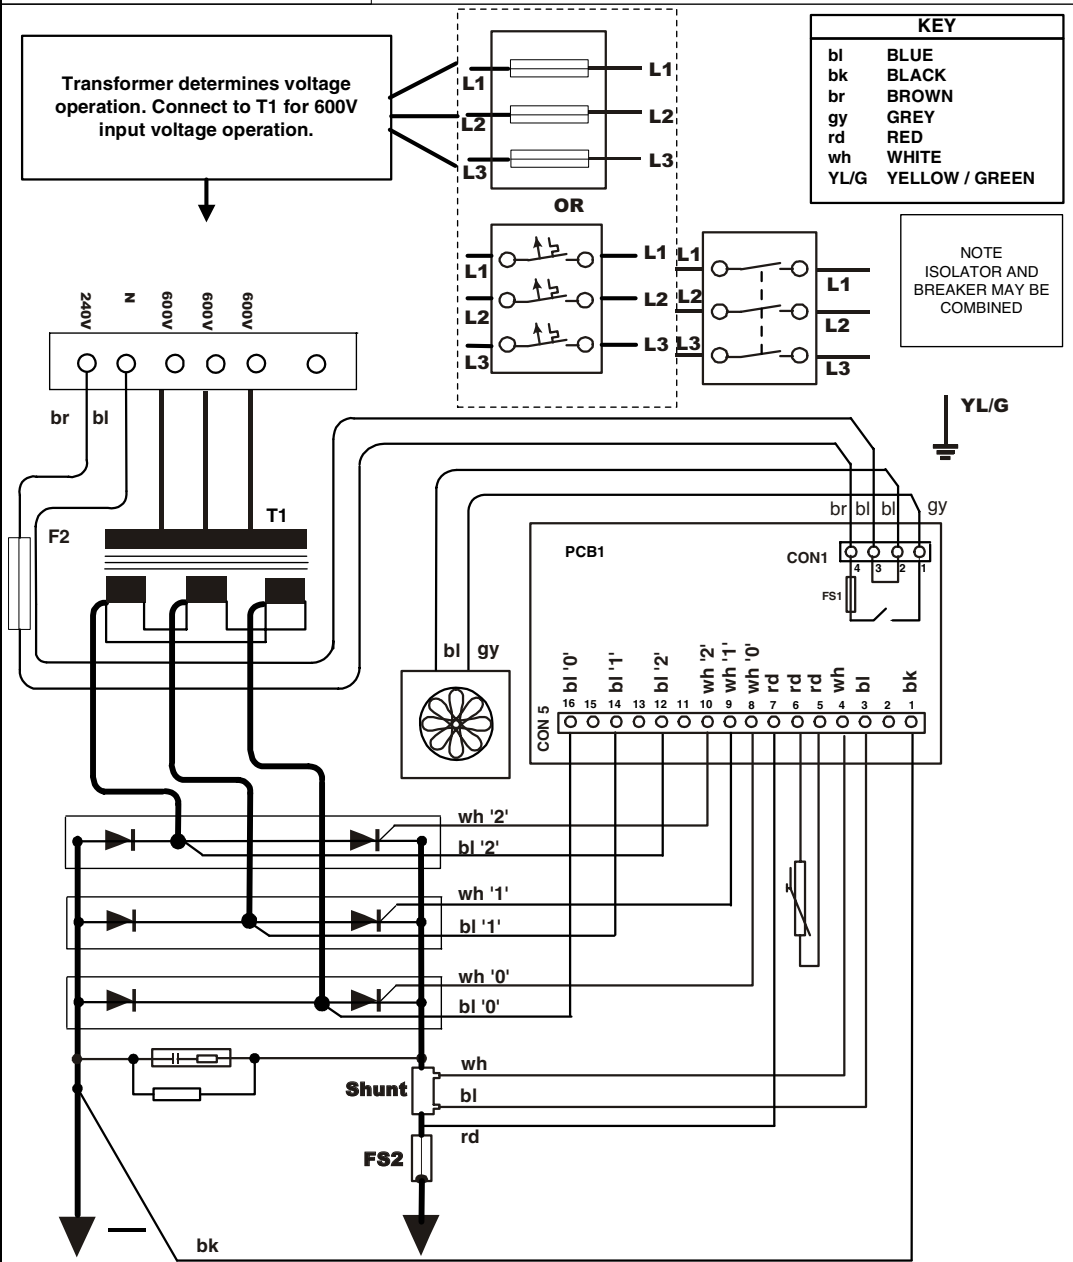 KEY
bl BLUE
bk BLACK
br BROWN
gy GREY
rd RED
wh WHITE
YL/G YELLOW / GREEN
Transformer determines voltage
operation. Connect to T1 for 600V
input voltage operation.
L1 L1
L2 L2
L3 L3
OR
L1 L1 L1 L1
L2 L2 L2 L2
L3 L3 L3 L3
NOTE
ISOLATOR AND
BREAKER MAY BE
COMBINED
240V N 600V 600V 600V
br bl
YL/G
F2
T1
br bl bl gy
PCB1
CON1
4 3 2 1
FS1
bl gy
bl '0' bl '1' bl '2' wh '2' wh '1' wh '0' rd rd rd wh bl bk
16 15 14 13 12 11 10 9 8 7 6 5 4 3 2 1
CON 5
wh '2'
bl '2'
wh '1'
bl '1'
wh '0'
bl '0'
wh
Shunt
bl
rd
FS2
bk